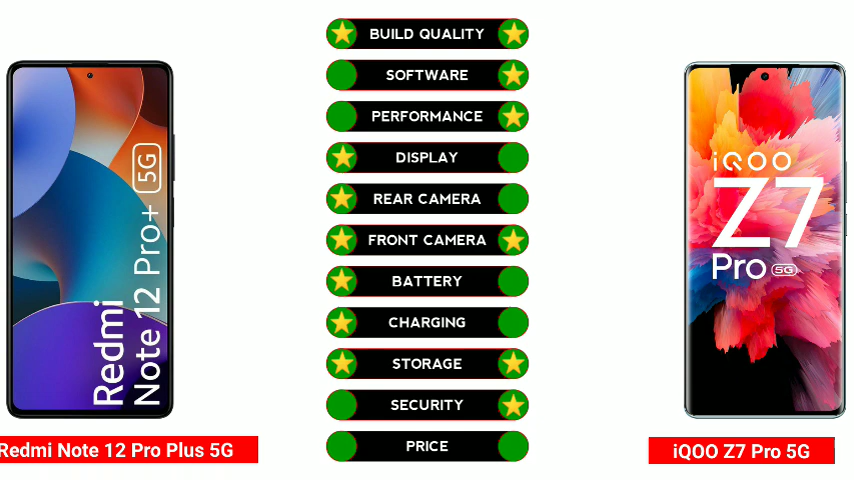 BUILD QUALITY
SOFTWARE
PERFORMANCE
DISPLAY
REAR CAMERA
FRONT CAMERA
BATTERY
CHARGING
STORAGE
SECURITY
PRICE
Redmi
Note 12 Pro+ 5G
Redmi Note 12 Pro Plus 5G
iQOO
Z7
Pro 5G
iQOO Z7 Pro 5G